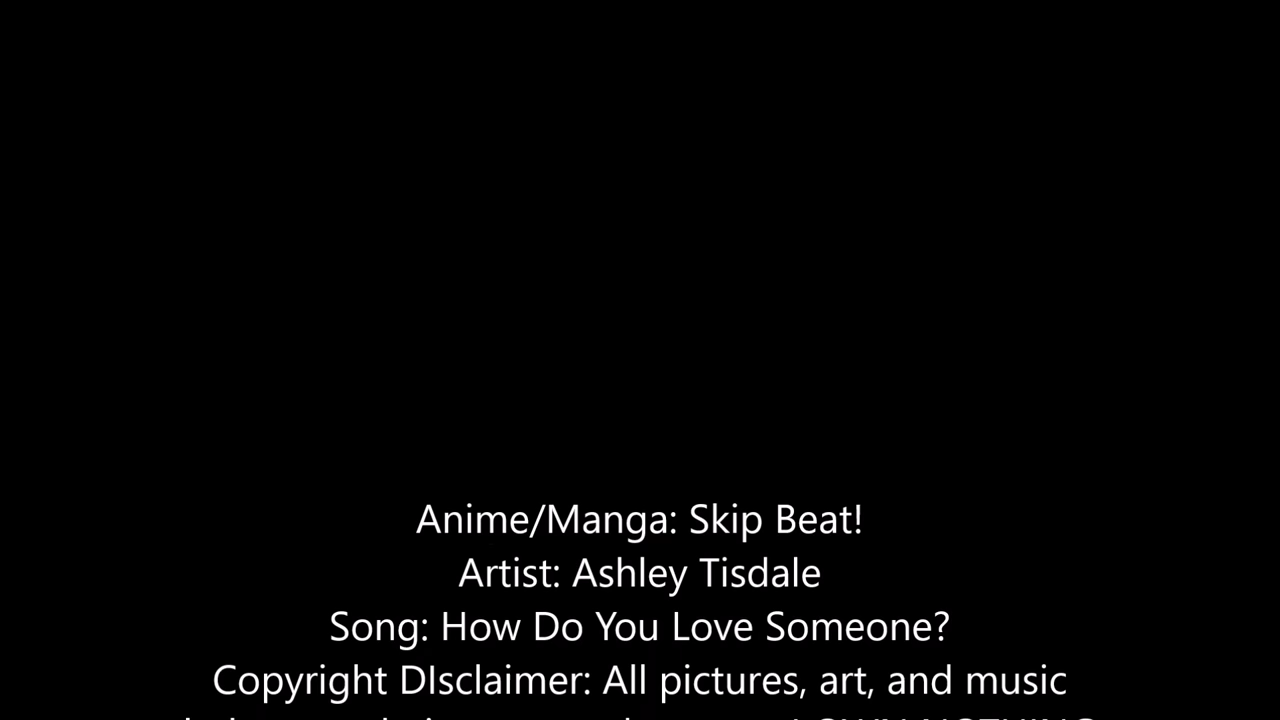 Anime/Manga: Skip Beat!
Artist: Ashley Tisdale
Song: How Do You Love Someone?
Copyright DIsclaimer: All pictures, art, and music